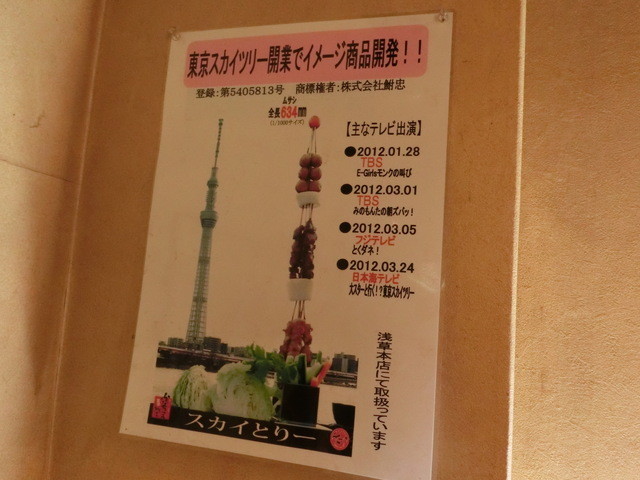 東京スカイツリー開業でイメージ商品開発！！
登録：第5405813号 商標権者：株式会社鮒忠
ムサシ
全長634㎜
(1/1000サイズ)
【主なテレビ出演】
●2012.01.28
TBS
E-Girlsモンクの叫び
●2012.03.01
TBS
みのもんたの朝ズバッ！
●2012.03.05
フジテレビ
とくダネ！
●2012.03.24
日本海テレビ
大スターと行く！？東京スカイツリー
浅草本店にて取扱っています
スカイとりー